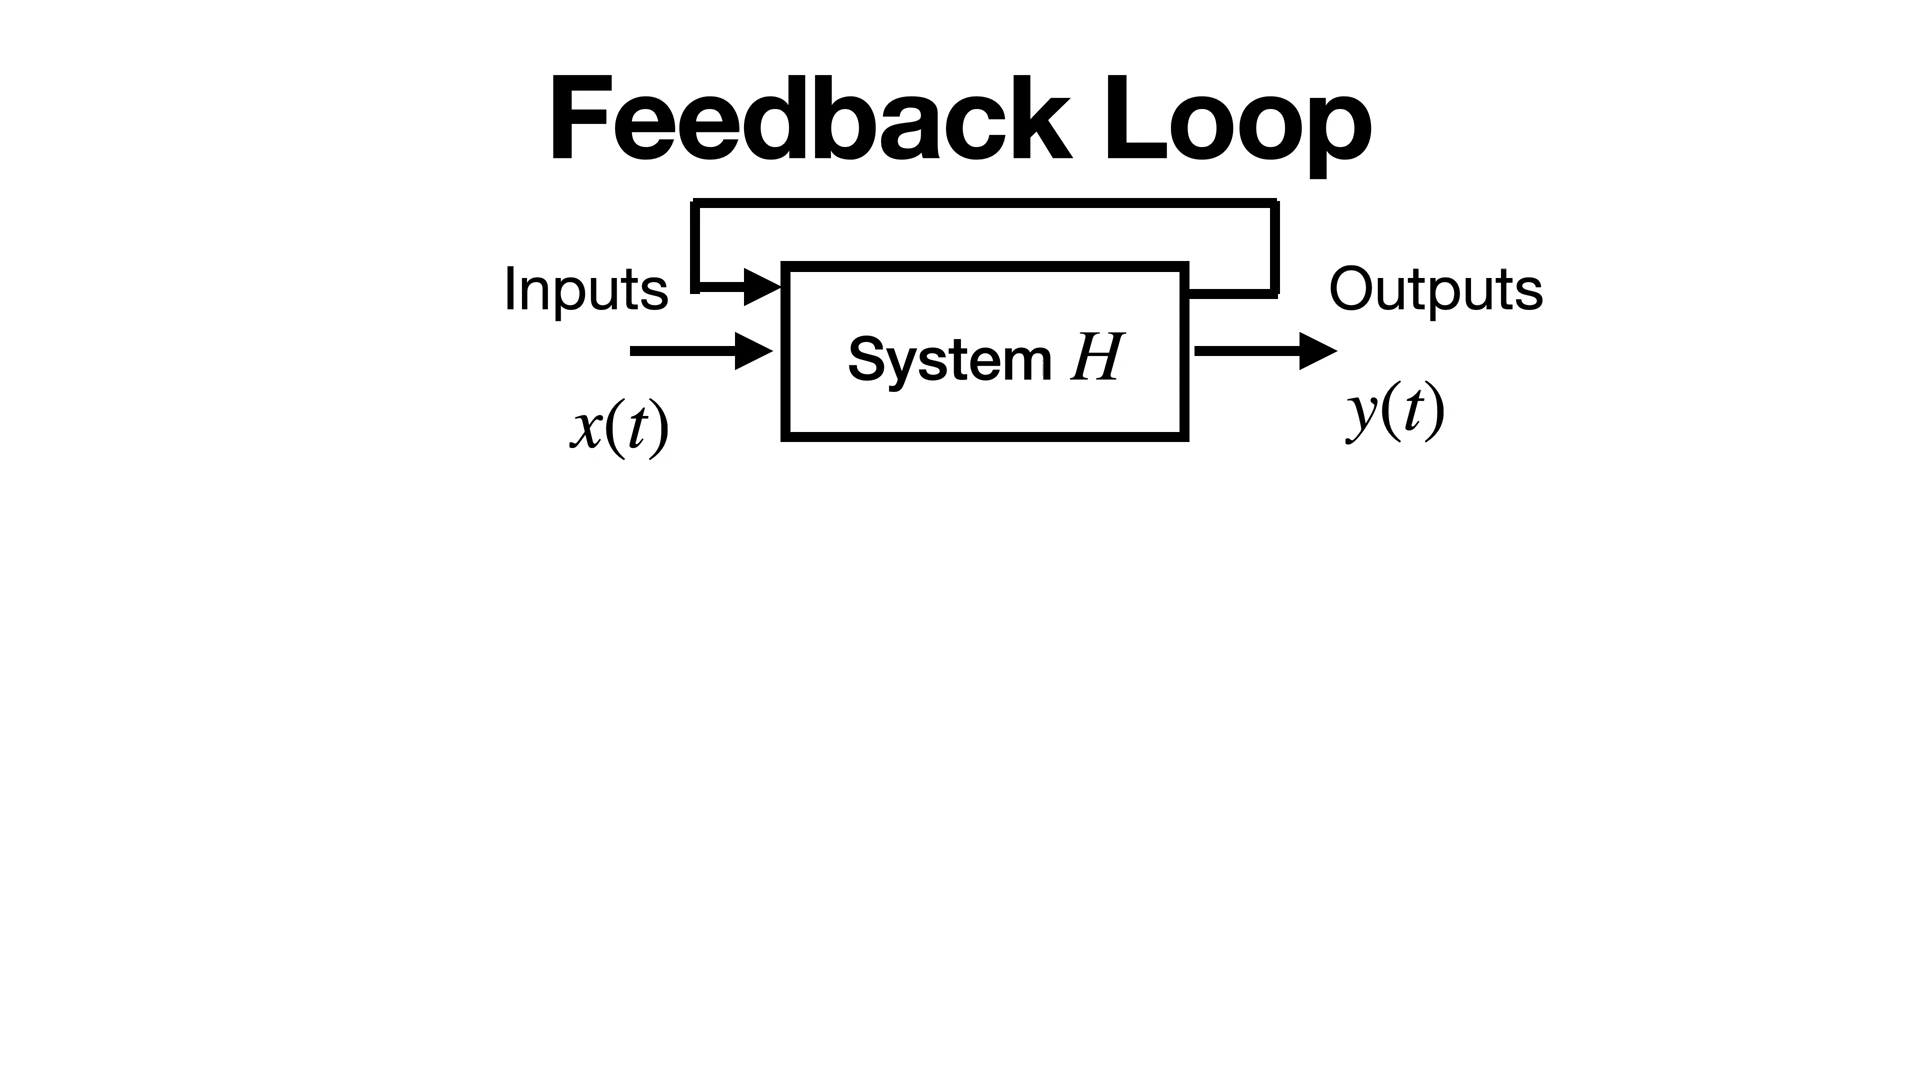 Feedback Loop
Inputs
Outputs
System H
x(t)
y(t)